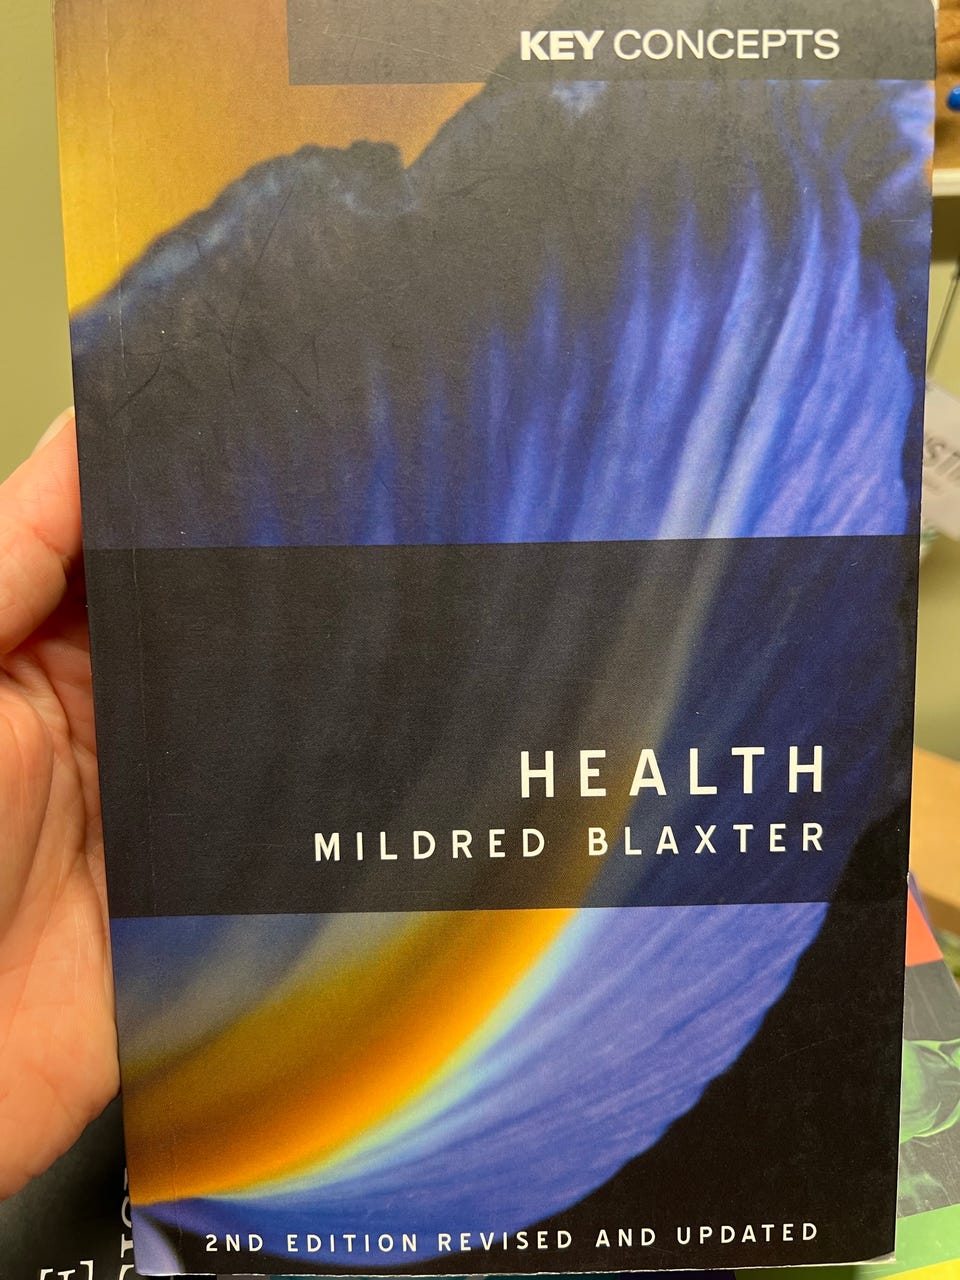 KEY CONCEPTS
HEALTH
MILDRED BLAXTER
2ND EDITION REVISED AND UPDATED